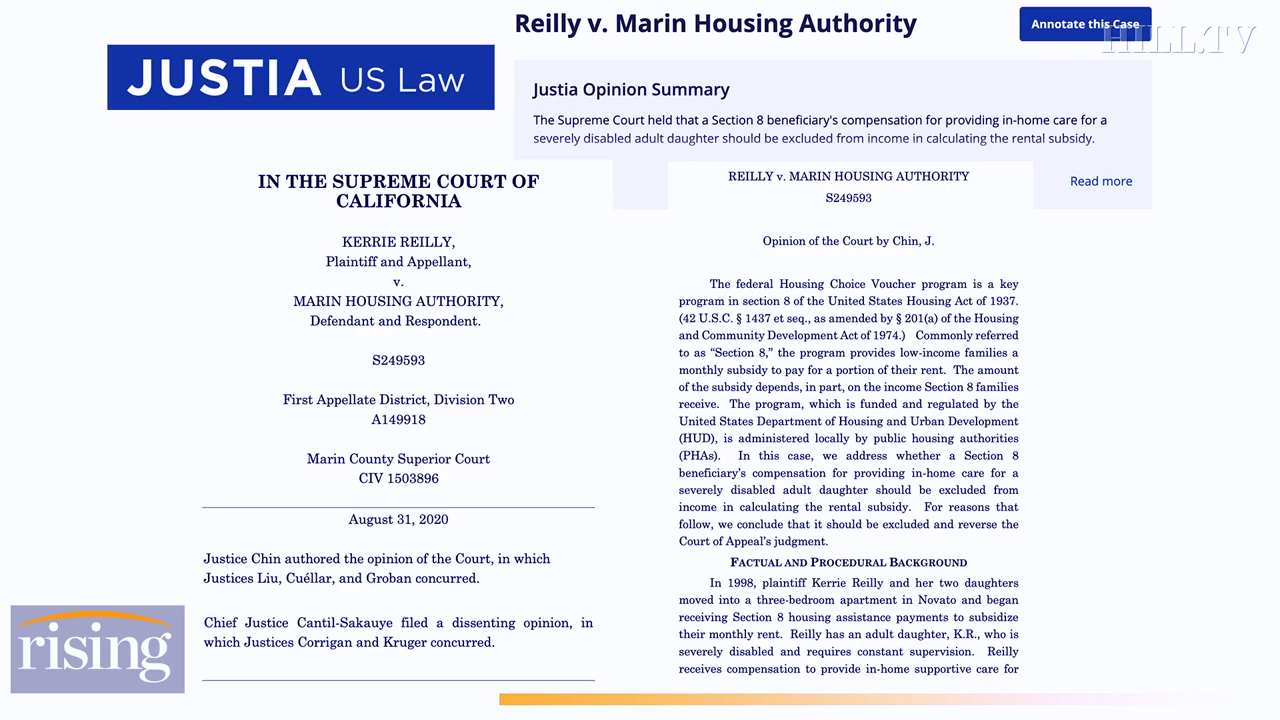 Reilly v. Marin Housing Authority
Annotate this Case
HILL.TV
JUSTIA US Law
Justia Opinion Summary
The Supreme Court held that a Section 8 beneficiary's compensation for providing in-home care for a
severely disabled adult daughter should be excluded from income in calculating the rental subsidy.
Read more
IN THE SUPREME COURT OF
CALIFORNIA
KERRIE REILLY,
Plaintiff and Appellant,
v.
MARIN HOUSING AUTHORITY,
Defendant and Respondent.
S249593
First Appellate District, Division Two
A149918
Marin County Superior Court
CIV 1503896
August 31, 2020
Justice Chin authored the opinion of the Court, in which
Justices Liu, Cuéllar, and Groban concurred.
Chief Justice Cantil-Sakauye filed a dissenting opinion, in
which Justices Corrigan and Kruger concurred.
REILLY v. MARIN HOUSING AUTHORITY
S249593
Opinion of the Court by Chin, J.
The federal Housing Choice Voucher program is a key
program in section 8 of the United States Housing Act of 1937.
(42 U.S.C. § 1437 et seq., as amended by § 201(a) of the Housing
and Community Development Act of 1974.) Commonly referred
to as “Section 8,” the program provides low-income families a
monthly subsidy to pay for a portion of their rent. The amount
of the subsidy depends, in part, on the income Section 8 families
receive. The program, which is funded and regulated by the
United States Department of Housing and Urban Development
(HUD), is administered locally by public housing authorities
(PHAs). In this case, we address whether a Section 8
beneficiary’s compensation for providing in-home care for a
severely disabled adult daughter should be excluded from
income in calculating the rental subsidy. For reasons that
follow, we conclude that it should be excluded and reverse the
Court of Appeal’s judgment.
FACTUAL AND PROCEDURAL BACKGROUND
In 1998, plaintiff Kerrie Reilly and her two daughters
moved into a three-bedroom apartment in Novato and began
receiving Section 8 housing assistance payments to subsidize
their monthly rent. Reilly has an adult daughter, K.R., who is
severely disabled and requires constant supervision. Reilly
receives compensation to provide in-home supportive care for
rising